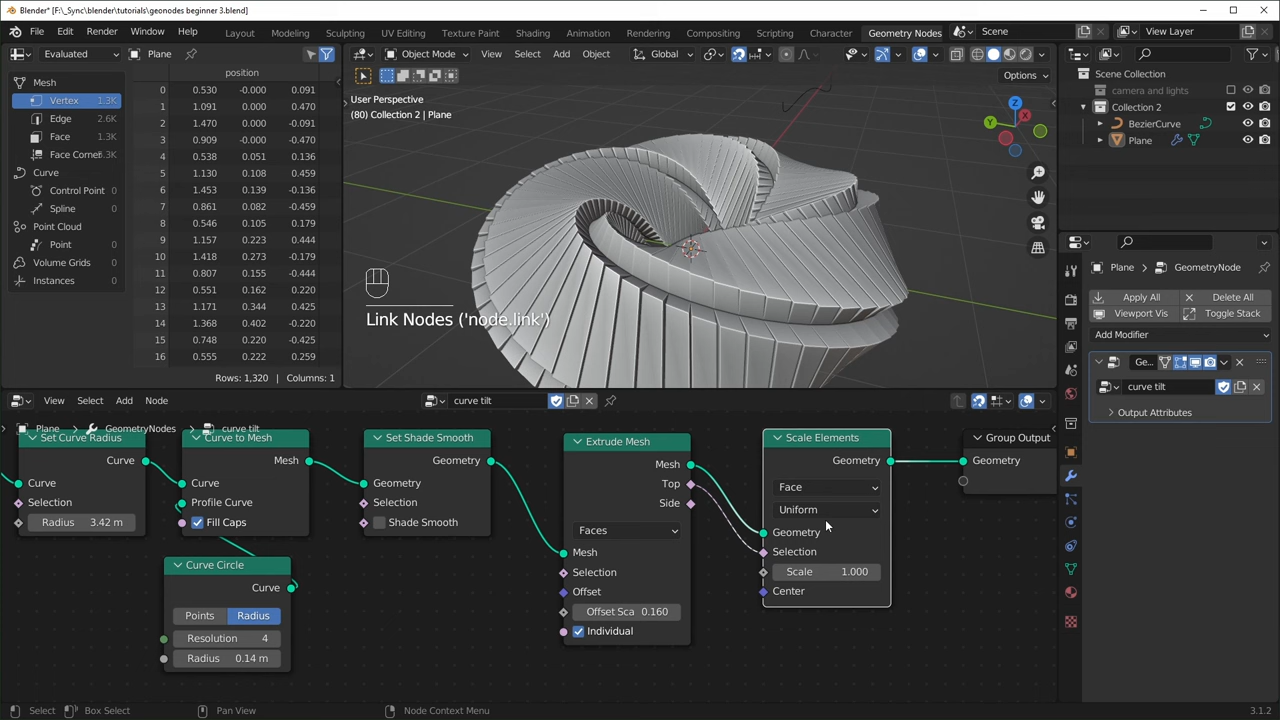 Blender* [F:\_Sync\blender\tutorials\geonodes beginner 3.blend]
File Edit Render Window Help Layout Modeling Sculpting UV Editing Texture Paint Shading Animation Rendering Compositing Scripting Character Geometry Nodes Scene View Layer
Evaluated Plane
Object Mode View Select Add Object Global
Options
Mesh
Vertex 1.3K
Edge 2.6K
Face 1.3K
Face Corner 5.3K
Curve
Control Point 0
Spline 0
Point Cloud
Point 0
Volume Grids 0
Instances 0
position
0 0.530 -0.000 0.091
1 1.091 0.000 0.470
2 1.470 -0.000 -0.091
3 0.909 -0.000 -0.470
4 0.538 0.051 0.136
5 1.130 0.108 0.459
6 1.453 0.139 -0.136
7 0.861 0.082 -0.459
8 0.546 0.105 0.179
9 1.157 0.223 0.444
10 1.418 0.273 -0.179
11 0.807 0.155 -0.444
12 0.551 0.162 0.220
13 1.171 0.344 0.425
14 1.368 0.402 -0.220
15 0.748 0.220 -0.425
16 0.555 0.222 0.259
Rows: 1,320 | Columns: 1
User Perspective
(80) Collection 2 | Plane
Link Nodes ('node.link')
Z
Y
X
Scene Collection
camera and lights
Collection 2
BezierCurve
Plane
Plane GeometryNode
Apply All Delete All
Viewport Vis Toggle Stack
Add Modifier
Ge...
curve tilt
Output Attributes
View Select Add Node curve tilt
Plane GeometryNodes curve tilt
Set Curve Radius
Curve
Curve
Selection
Radius 3.42 m
Curve to Mesh
Mesh
Curve
Profile Curve
Fill Caps
Curve Circle
Curve
Points Radius
Resolution 4
Radius 0.14 m
Set Shade Smooth
Geometry
Geometry
Selection
Shade Smooth
Extrude Mesh
Mesh
Top
Side
Faces
Mesh
Selection
Offset
Offset Sca 0.160
Individual
Scale Elements
Geometry
Face
Uniform
Geometry
Selection
Scale 1.000
Center
Group Output
Geometry
Select Box Select Pan View Node Context Menu 3.1.2